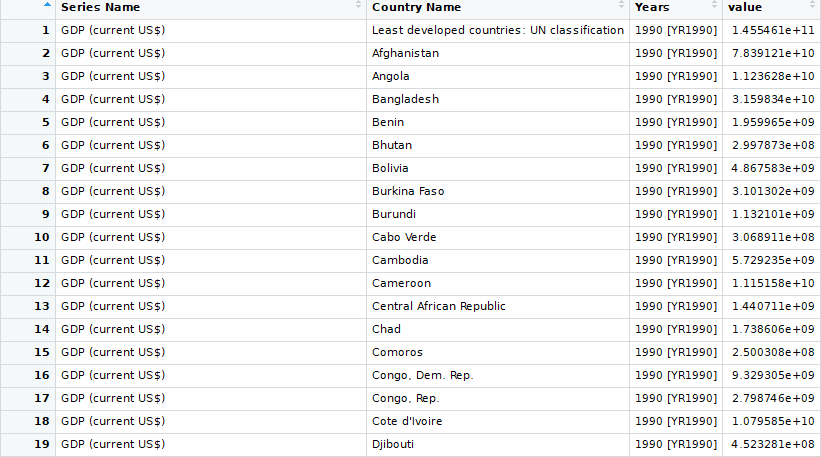 Series Name Country Name Years value
1 GDP (current US$) Least developed countries: UN classification 1990 [YR1990] 1.455461e+11
2 GDP (current US$) Afghanistan 1990 [YR1990] 7.839121e+10
3 GDP (current US$) Angola 1990 [YR1990] 1.123628e+10
4 GDP (current US$) Bangladesh 1990 [YR1990] 3.159834e+10
5 GDP (current US$) Benin 1990 [YR1990] 1.959965e+09
6 GDP (current US$) Bhutan 1990 [YR1990] 2.997873e+08
7 GDP (current US$) Bolivia 1990 [YR1990] 4.867583e+09
8 GDP (current US$) Burkina Faso 1990 [YR1990] 3.101302e+09
9 GDP (current US$) Burundi 1990 [YR1990] 1.132101e+09
10 GDP (current US$) Cabo Verde 1990 [YR1990] 3.068911e+08
11 GDP (current US$) Cambodia 1990 [YR1990] 5.729235e+09
12 GDP (current US$) Cameroon 1990 [YR1990] 1.115158e+10
13 GDP (current US$) Central African Republic 1990 [YR1990] 1.440711e+09
14 GDP (current US$) Chad 1990 [YR1990] 1.738606e+09
15 GDP (current US$) Comoros 1990 [YR1990] 2.500308e+08
16 GDP (current US$) Congo, Dem. Rep. 1990 [YR1990] 9.329305e+09
17 GDP (current US$) Congo, Rep. 1990 [YR1990] 2.798746e+09
18 GDP (current US$) Cote d'Ivoire 1990 [YR1990] 1.079585e+10
19 GDP (current US$) Djibouti 1990 [YR1990] 4.523281e+08